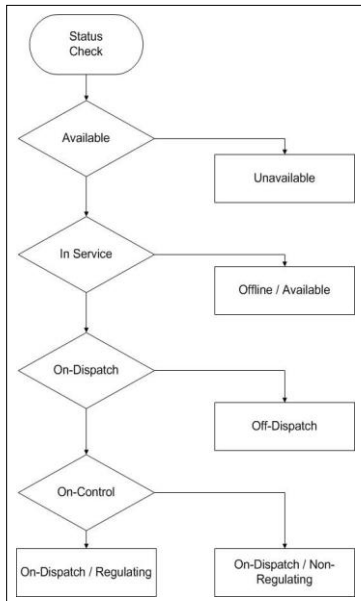 Status
Check
Available
Unavailable
In Service
Offline / Available
On-Dispatch
Off-Dispatch
On-Control
On-Dispatch / Regulating
On-Dispatch / Non-
Regulating